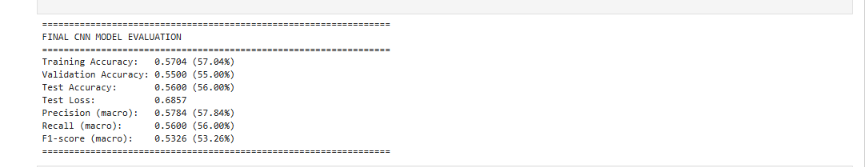 =================================================================
FINAL CNN MODEL EVALUATION
=================================================================
Training Accuracy:   0.5704 (57.04%)
Validation Accuracy: 0.5500 (55.00%)
Test Accuracy:       0.5600 (56.00%)
Test Loss:           0.6857
Precision (macro):   0.5784 (57.84%)
Recall (macro):      0.5600 (56.00%)
F1-score (macro):    0.5326 (53.26%)
=================================================================